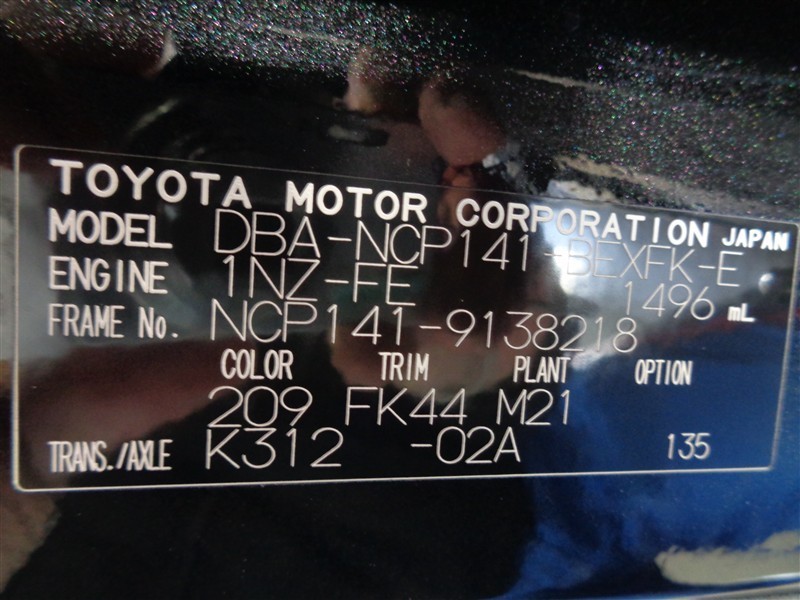 TOYOTA MOTOR CORPORATION JAPAN
MODEL DBA-NCP141-BEXFK-E
ENGINE 1NZ-FE 1496 mL
FRAME No. NCP141-9138218
COLOR TRIM PLANT OPTION
209 FK44 M21
TRANS./AXLE K312 -02A 135